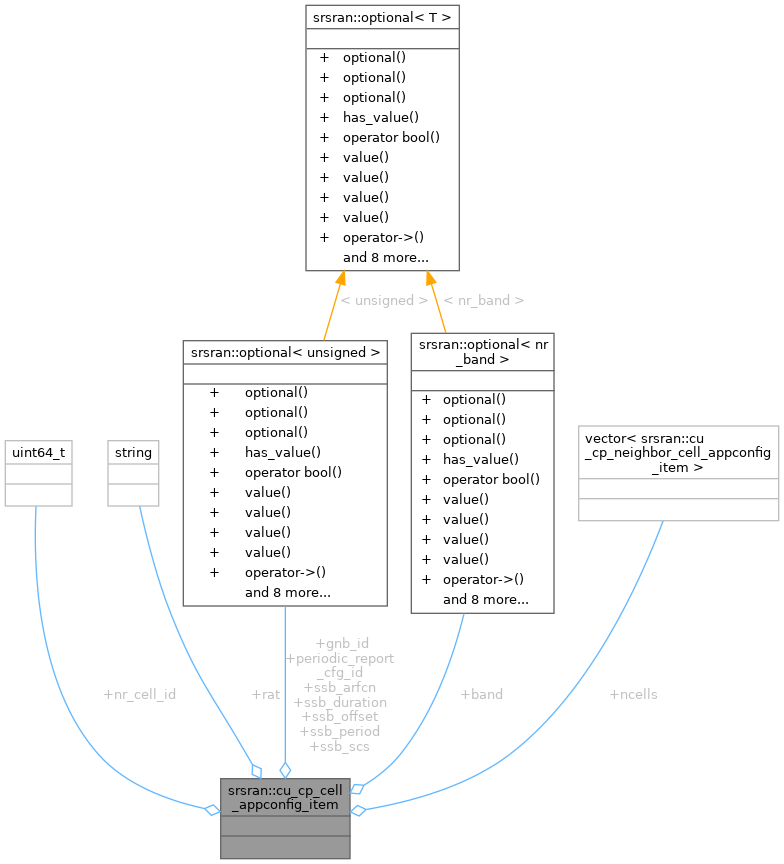 srsran::optional< T >
+ optional()
+ optional()
+ optional()
+ has_value()
+ operator bool()
+ value()
+ value()
+ value()
+ value()
+ operator->()
and 8 more...
< unsigned >
< nr_band >
srsran::optional< unsigned >
+ optional()
+ optional()
+ optional()
+ has_value()
+ operator bool()
+ value()
+ value()
+ value()
+ value()
+ operator->()
and 8 more...
srsran::optional< nr
_band >
+ optional()
+ optional()
+ optional()
+ has_value()
+ operator bool()
+ value()
+ value()
+ value()
+ value()
+ operator->()
and 8 more...
uint64_t
string
vector< srsran::cu
_cp_neighbor_cell_appconfig
_item >
+nr_cell_id
+rat
+gnb_id
+periodic_report
_cfg_id
+ssb_arfcn
+ssb_duration
+ssb_offset
+ssb_period
+ssb_scs
+band
+ncells
srsran::cu_cp_cell
_appconfig_item